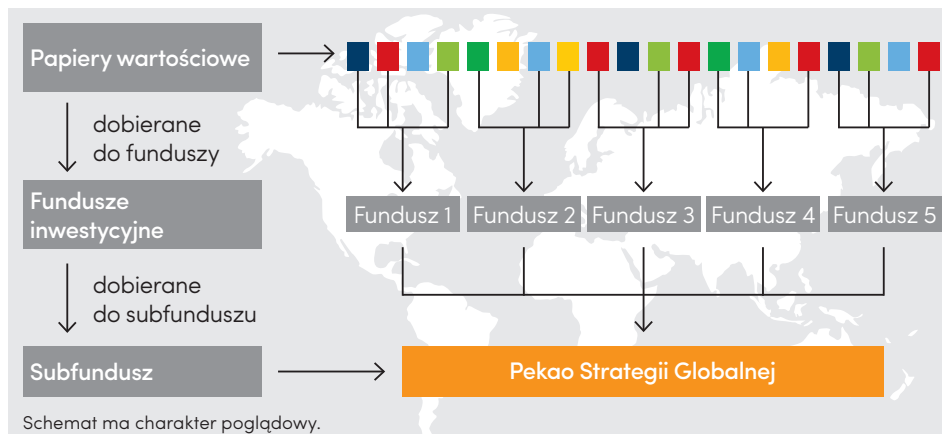 Papiery wartościowe
dobierane
do funduszy
Fundusze
inwestycyjne
Fundusz 1
Fundusz 2
Fundusz 3
Fundusz 4
Fundusz 5
dobierane
do subfunduszu
Subfundusz
Pekao Strategii Globalnej
Schemat ma charakter poglądowy.